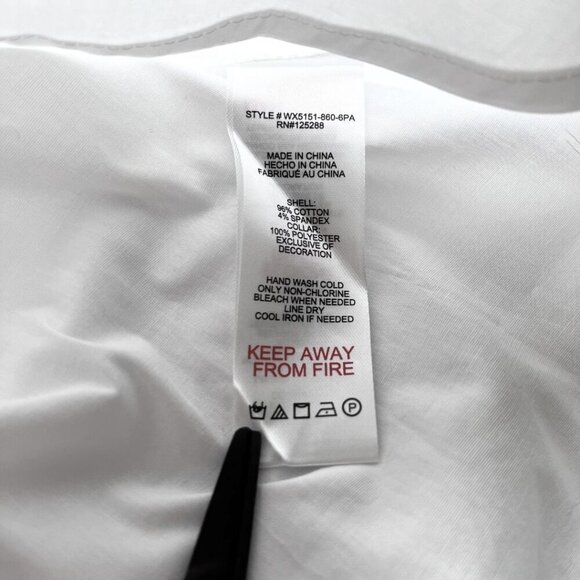 STYLE # WX5151-860-6PA
RN#125288
MADE IN CHINA
HECHO IN CHINA
FABRIQUÉ AU CHINA
SHELL:
96% COTTON
4% SPANDEX
COLLAR:
100% POLYESTER
EXCLUSIVE OF
DECORATION
HAND WASH COLD
ONLY NON-CHLORINE
BLEACH WHEN NEEDED
LINE DRY
COOL IRON IF NEEDED
KEEP AWAY
FROM FIRE
P